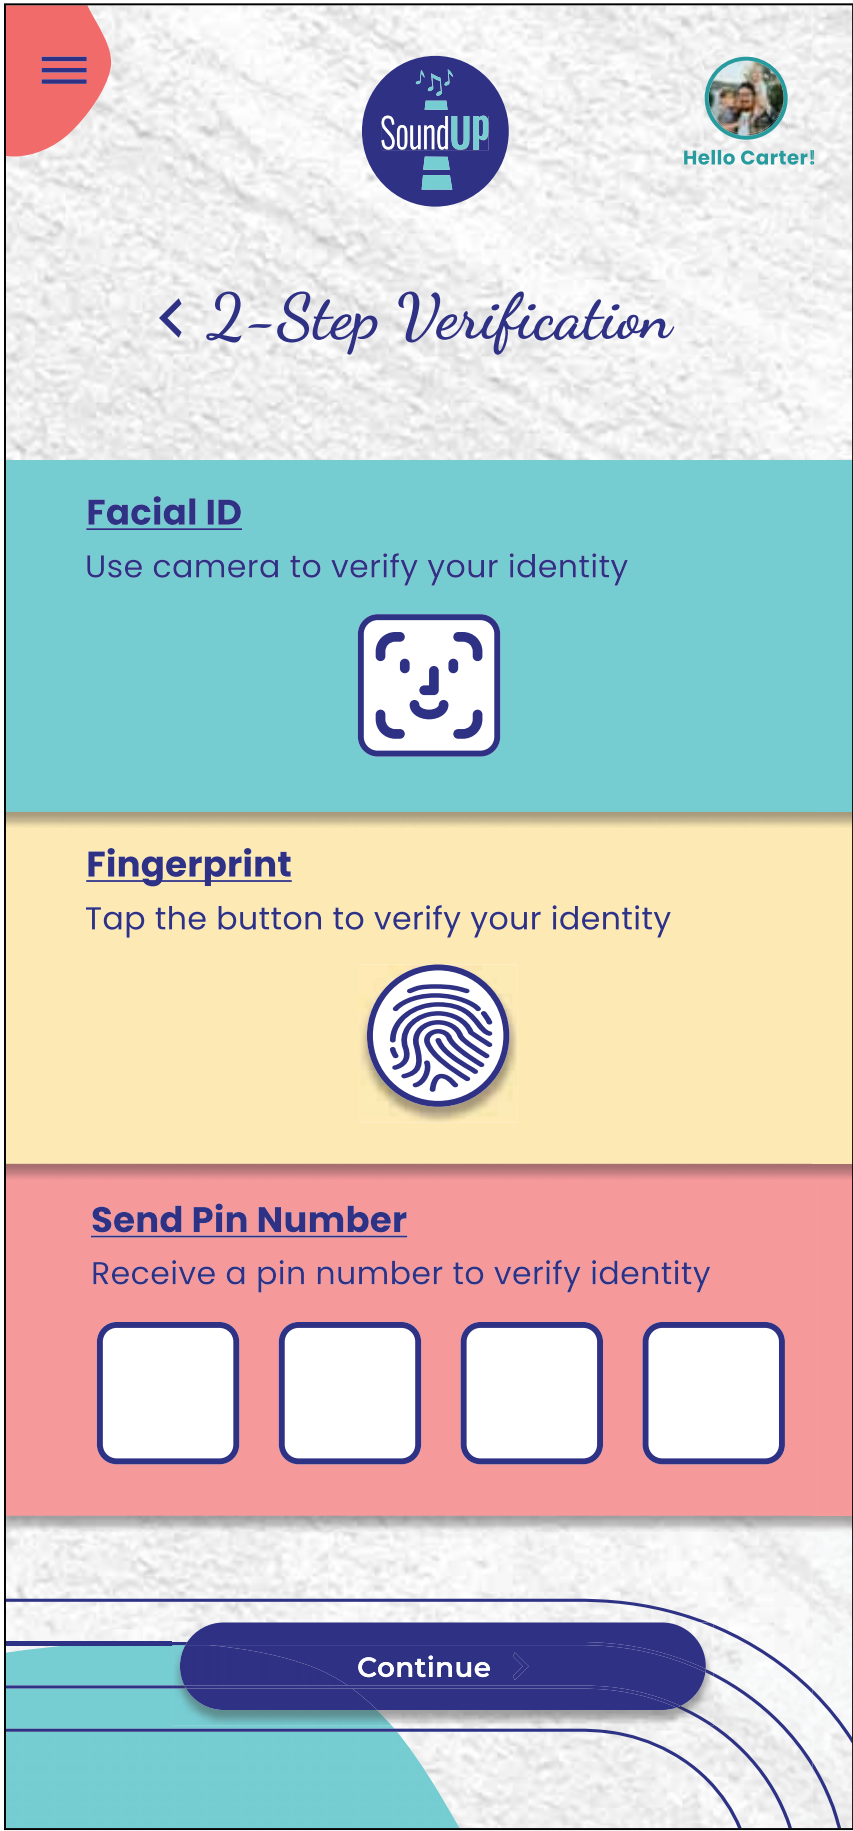 SoundUP
Hello Carter!
2-Step Verification
Facial ID
Use camera to verify your identity
Fingerprint
Tap the button to verify your identity
Send Pin Number
Receive a pin number to verify identity
Continue